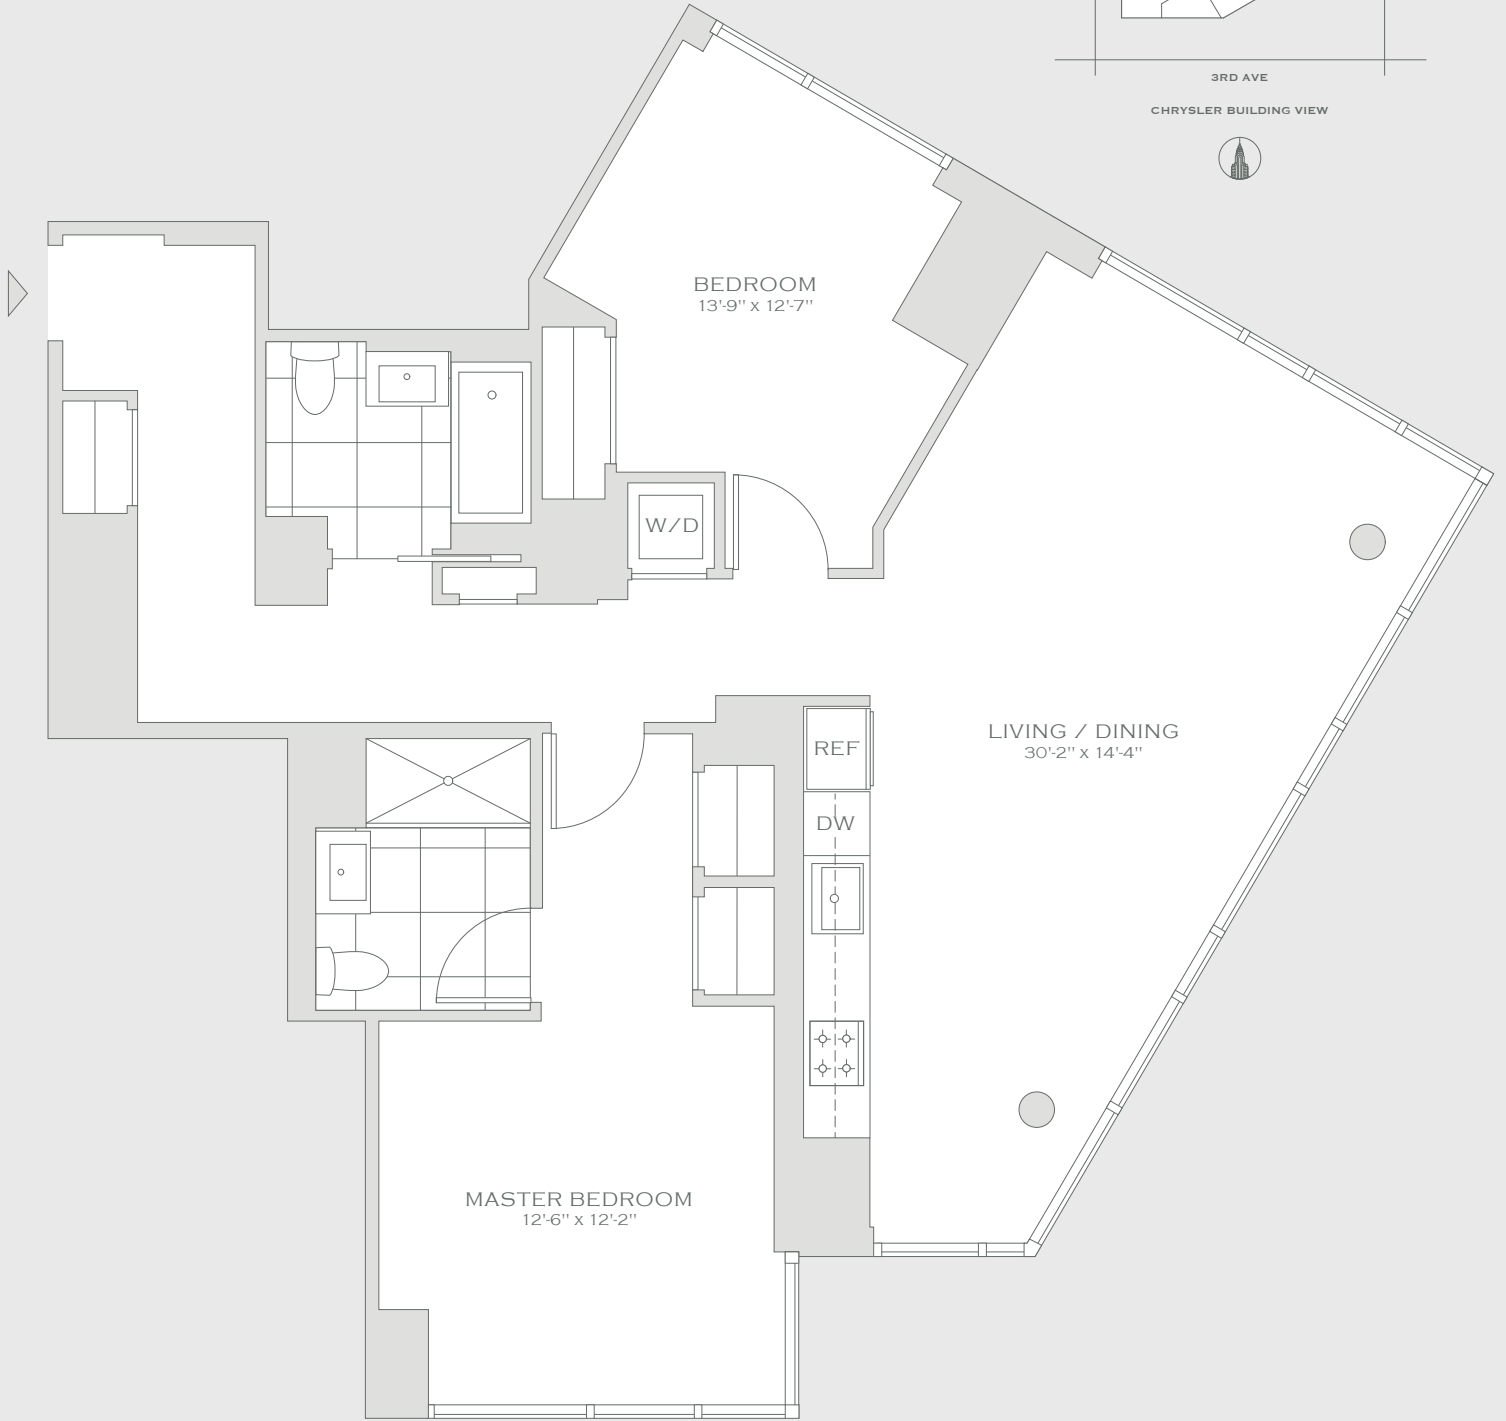 3RD AVE
CHRYSLER BUILDING VIEW
BEDROOM
13'-9" x 12'-7"
W/D
REF
LIVING / DINING
30'-2" x 14'-4"
DW
MASTER BEDROOM
12'-6" x 12'-2"